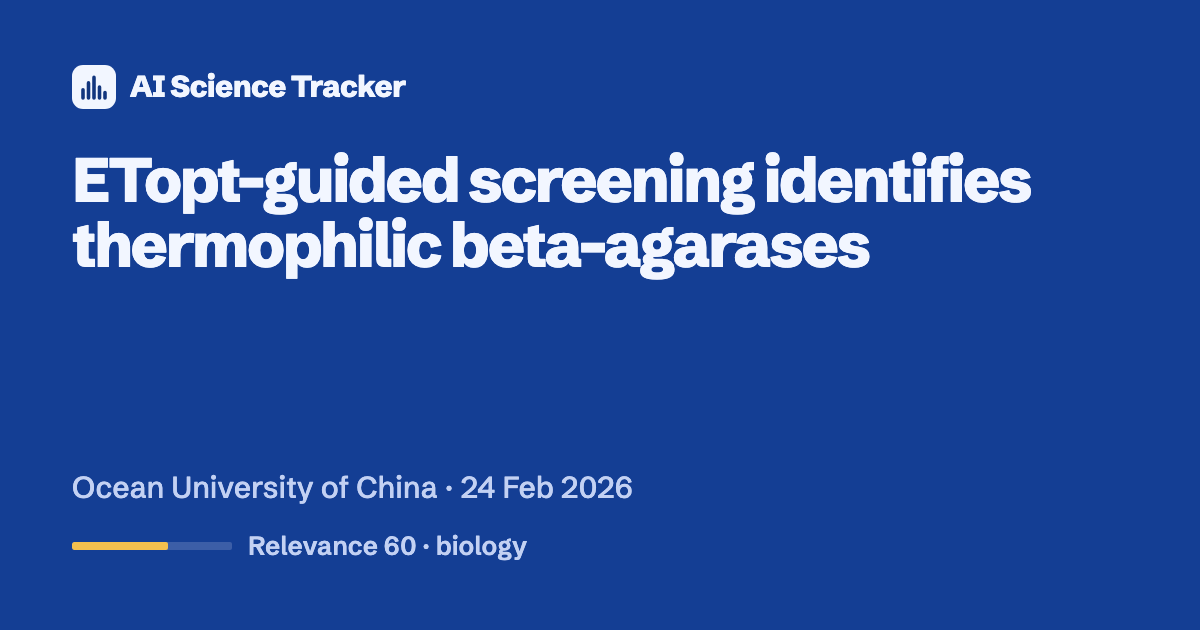 AI Science Tracker
ETopt-guided screening identifies
thermophilic beta-agarases
Ocean University of China · 24 Feb 2026
Relevance 60 · biology